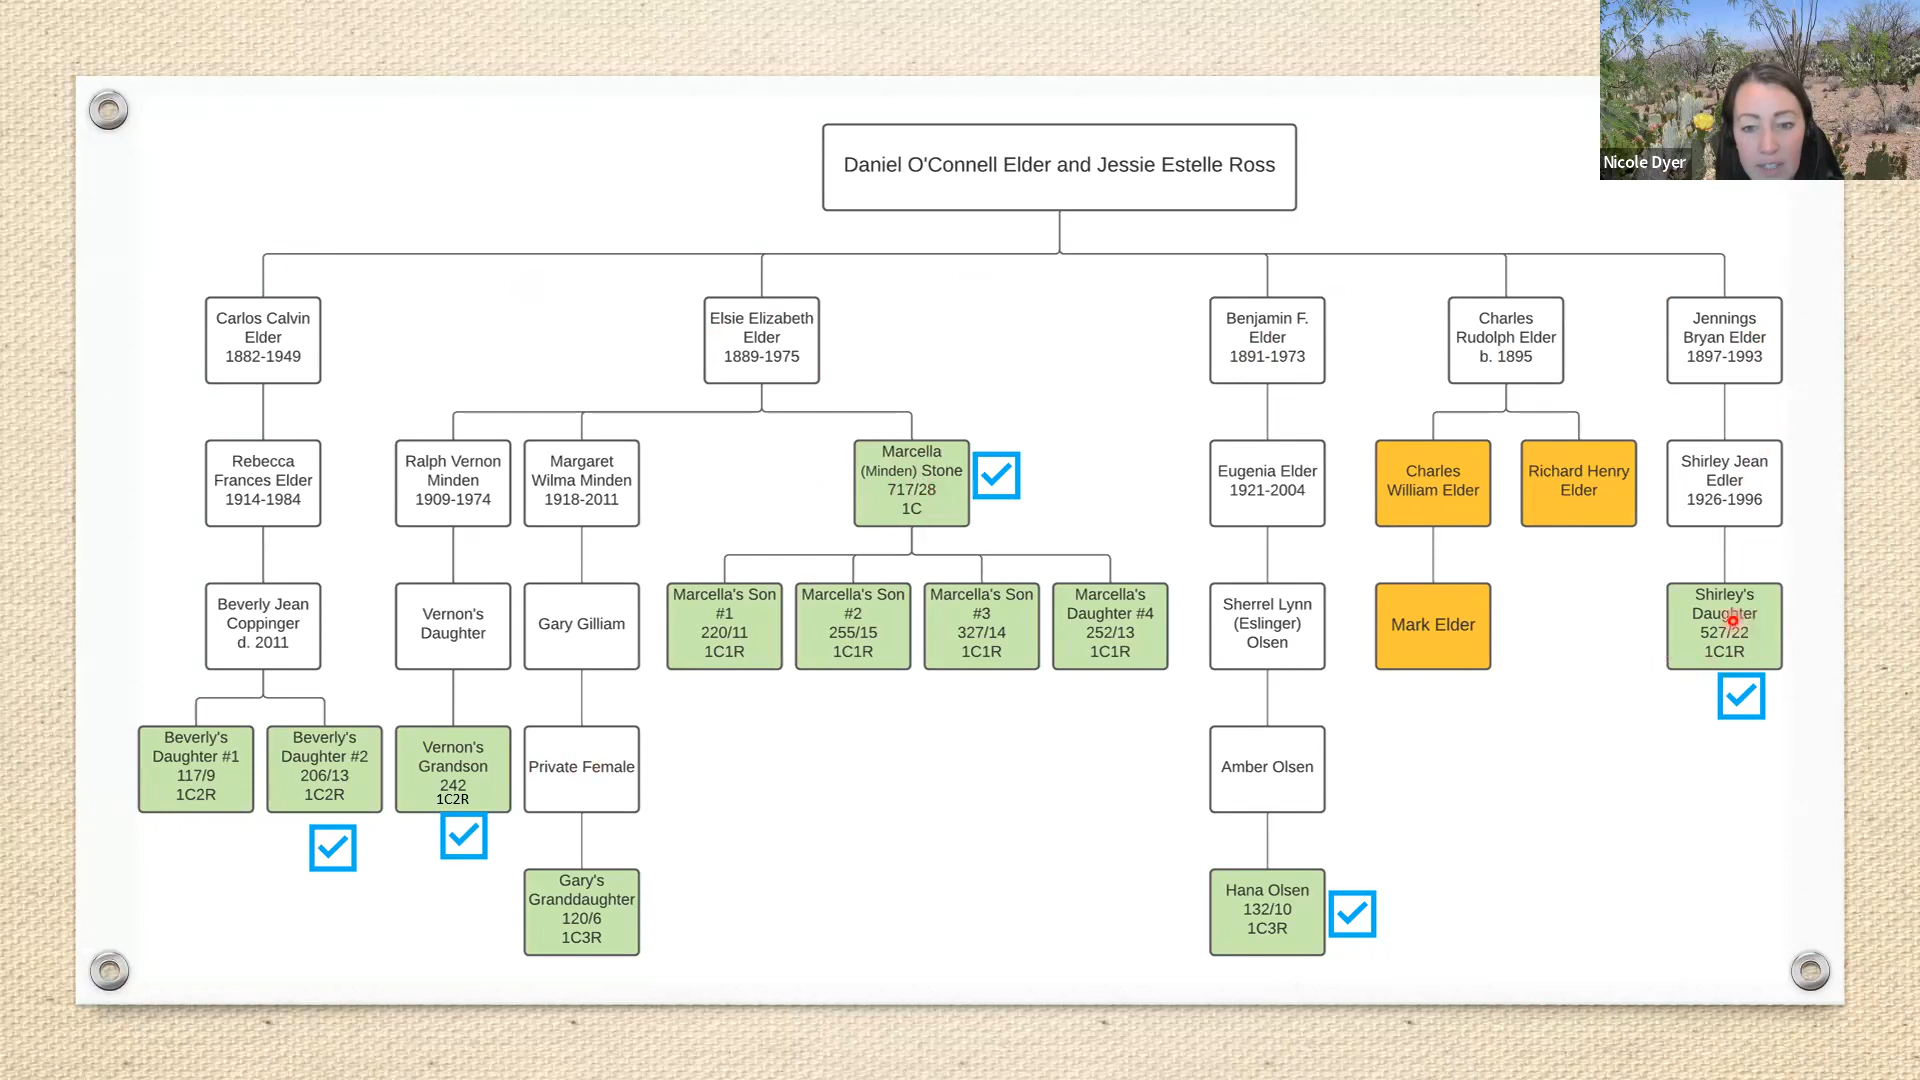 Nicole Dyer
Daniel O'Connell Elder and Jessie Estelle Ross
Carlos Calvin
Elder
1882-1949
Elsie Elizabeth
Elder
1889-1975
Benjamin F.
Elder
1891-1973
Charles
Rudolph Elder
b. 1895
Jennings
Bryan Elder
1897-1993
Rebecca
Frances Elder
1914-1984
Ralph Vernon
Minden
1909-1974
Margaret
Wilma Minden
1918-2011
Marcella
(Minden) Stone
717/28
1C
Eugenia Elder
1921-2004
Charles
William Elder
Richard Henry
Elder
Shirley Jean
Edler
1926-1996
Beverly Jean
Coppinger
d. 2011
Vernon's
Daughter
Gary Gilliam
Marcella's Son
#1
220/11
1C1R
Marcella's Son
#2
255/15
1C1R
Marcella's Son
#3
327/14
1C1R
Marcella's
Daughter #4
252/13
1C1R
Sherrel Lynn
(Eslinger)
Olsen
Mark Elder
Shirley's
Daughter
527/22
1C1R
Beverly's
Daughter #1
117/9
1C2R
Beverly's
Daughter #2
206/13
1C2R
Vernon's
Grandson
242
1C2R
Private Female
Amber Olsen
Gary's
Granddaughter
120/6
1C3R
Hana Olsen
132/10
1C3R